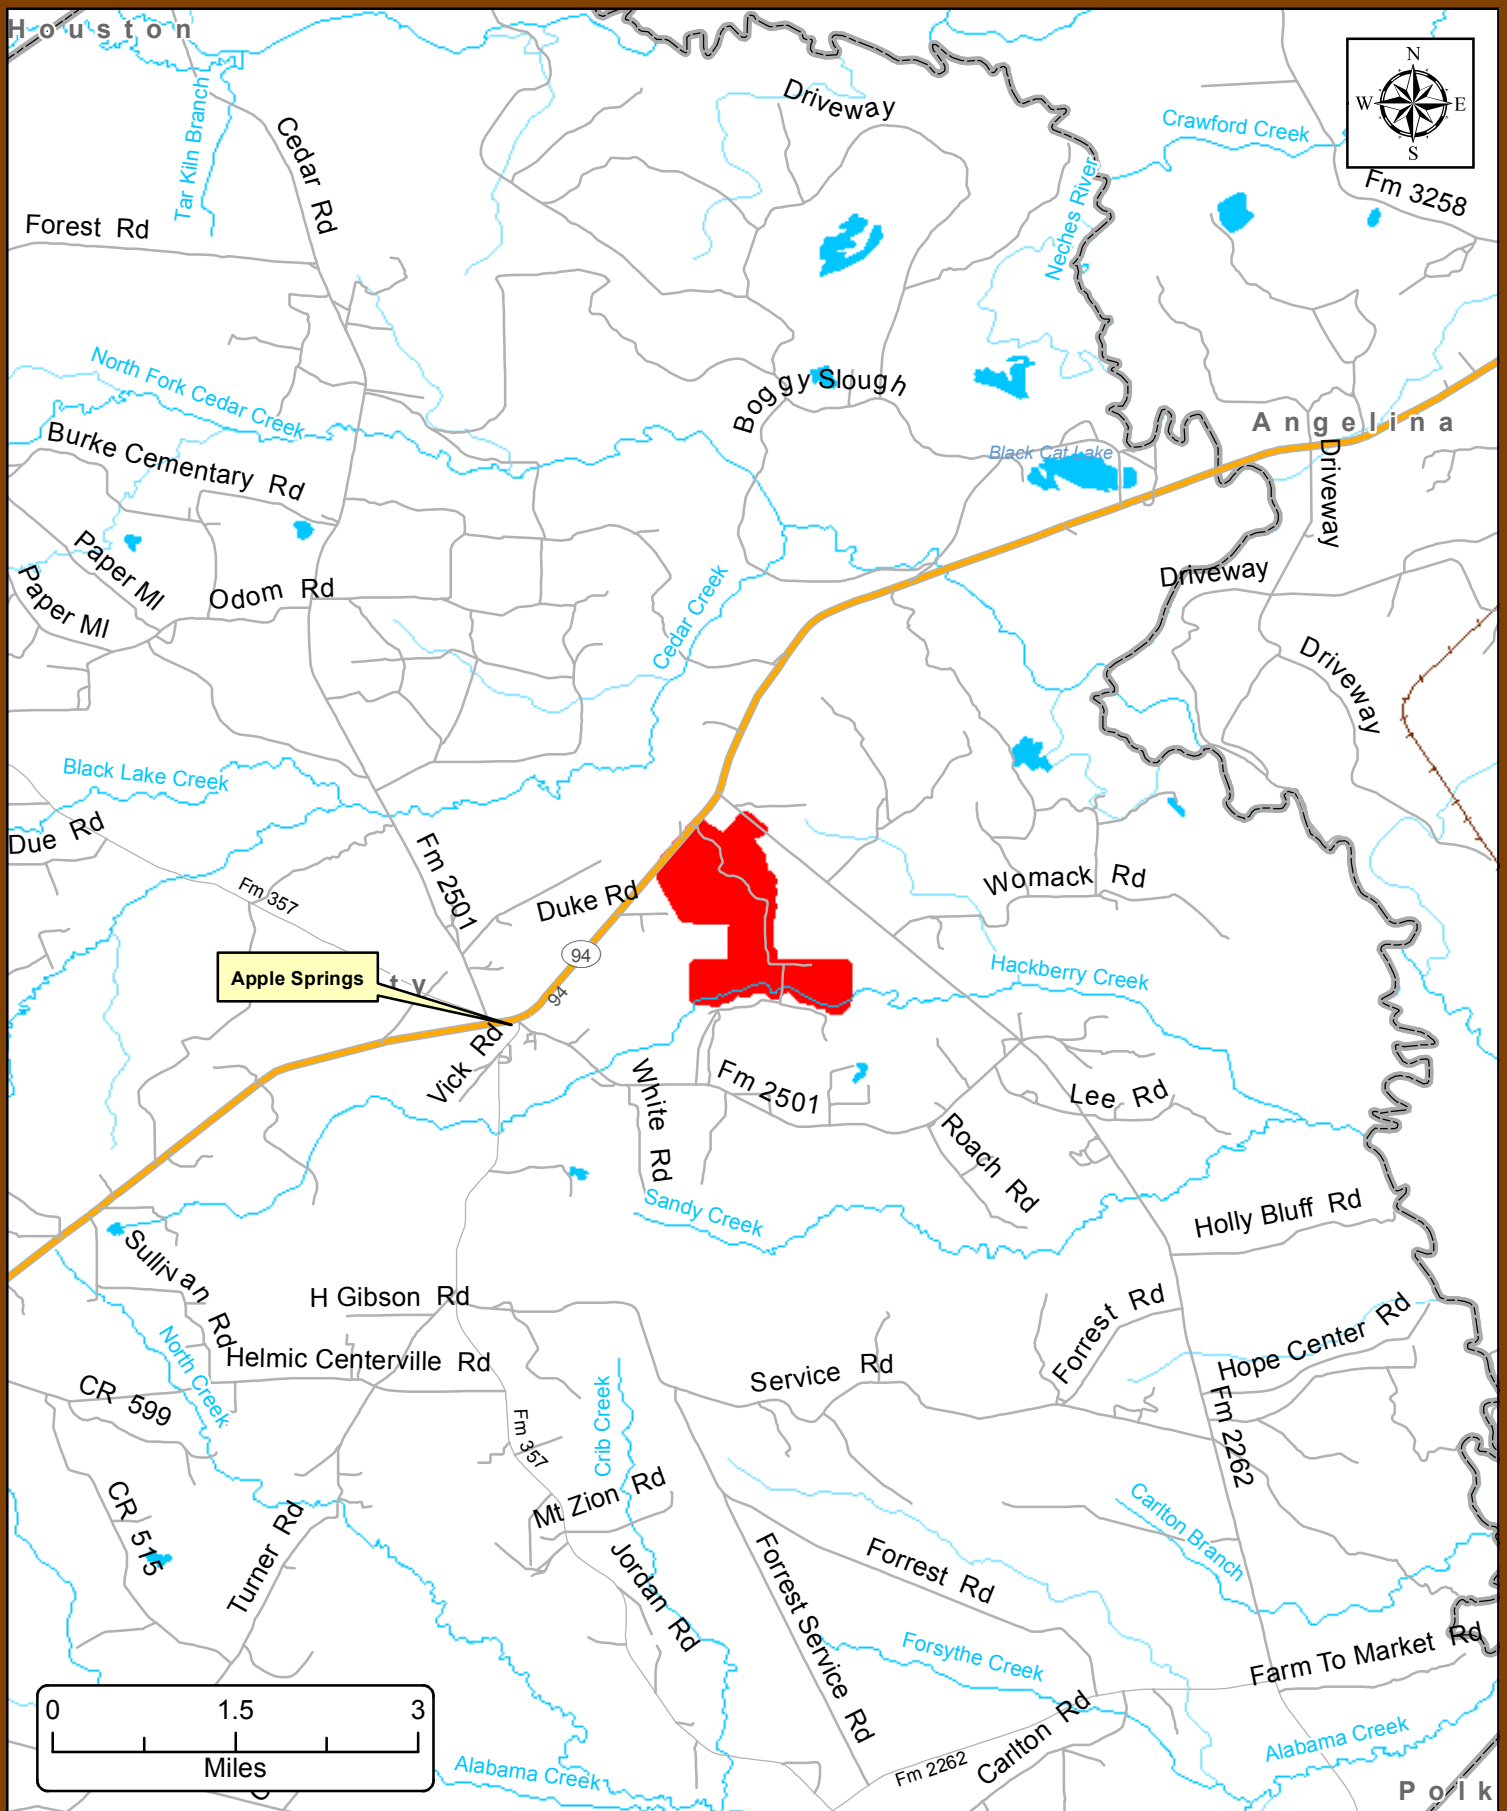 Houston
N
W E
S
Driveway
Crawford Creek
Tar Kiln Branch
Cedar Rd
Fm 3258
Neches River
Forest Rd
North Fork Cedar Creek
Boggy Slough
Angelina
Burke Cementary Rd
Black Cat Lake
Driveway
Paper Ml
Paper Ml
Odom Rd
Driveway
Cedar Creek
Driveway
Black Lake Creek
Due Rd
Fm 357
Fm 2501
Duke Rd
Womack Rd
94
94
Apple Springs
ty
Hackberry Creek
Vick Rd
White Rd
Fm 2501
Lee Rd
Roach Rd
Sandy Creek
Holly Bluff Rd
Sullivan Rd
H Gibson Rd
Forrest Rd
Hope Center Rd
North Creek
Helmic Centerville Rd
Service Rd
CR 599
Crib Creek
Fm 357
Fm 2262
CR 515
Mt Zion Rd
Carlton Branch
Turner Rd
Jordan Rd
Forrest Service Rd
Forrest Rd
Forsythe Creek
Farm To Market Rd
0 1.5 3
Miles
Alabama Creek
Fm 2262
Carlton Rd
Alabama Creek
Polk